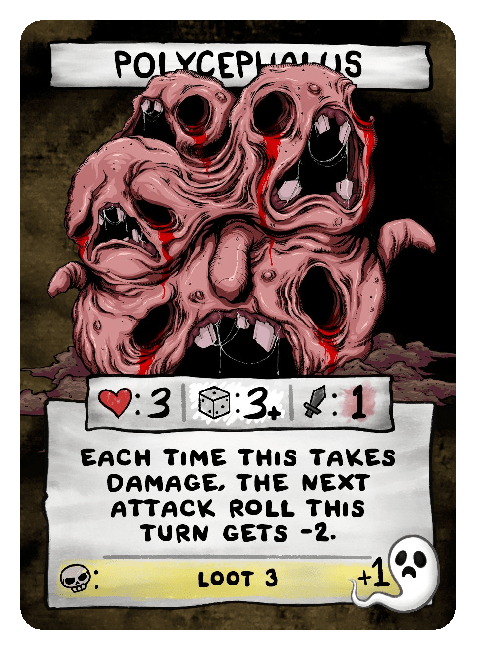 POLYCEPHALUS
:3 :3+ :1
EACH TIME THIS TAKES
DAMAGE, THE NEXT
ATTACK ROLL THIS
TURN GETS -2.
: LOOT 3 +1